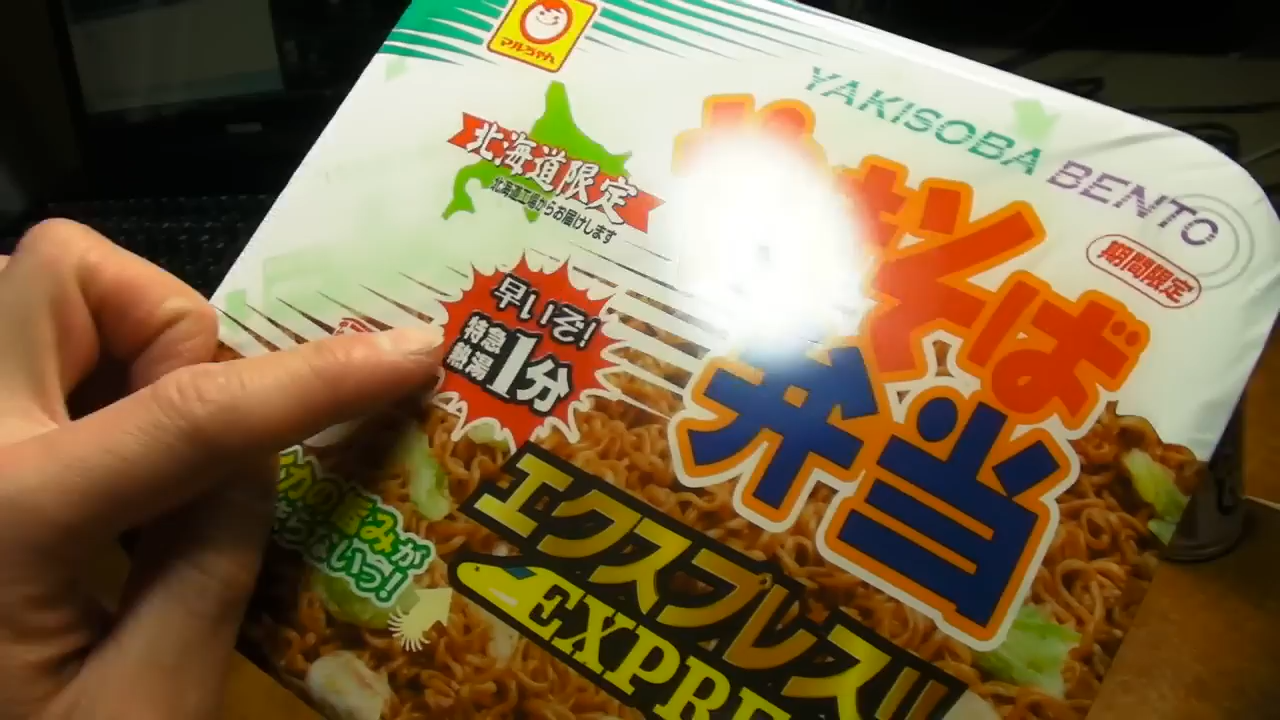 マルちゃん
YAKISOBA BENTO
北海道限定
北海道工場からお届けします
期間限定
そば
弁当
早いぞ!
特急
熱湯1分
エクスプレス!!
EXPRE